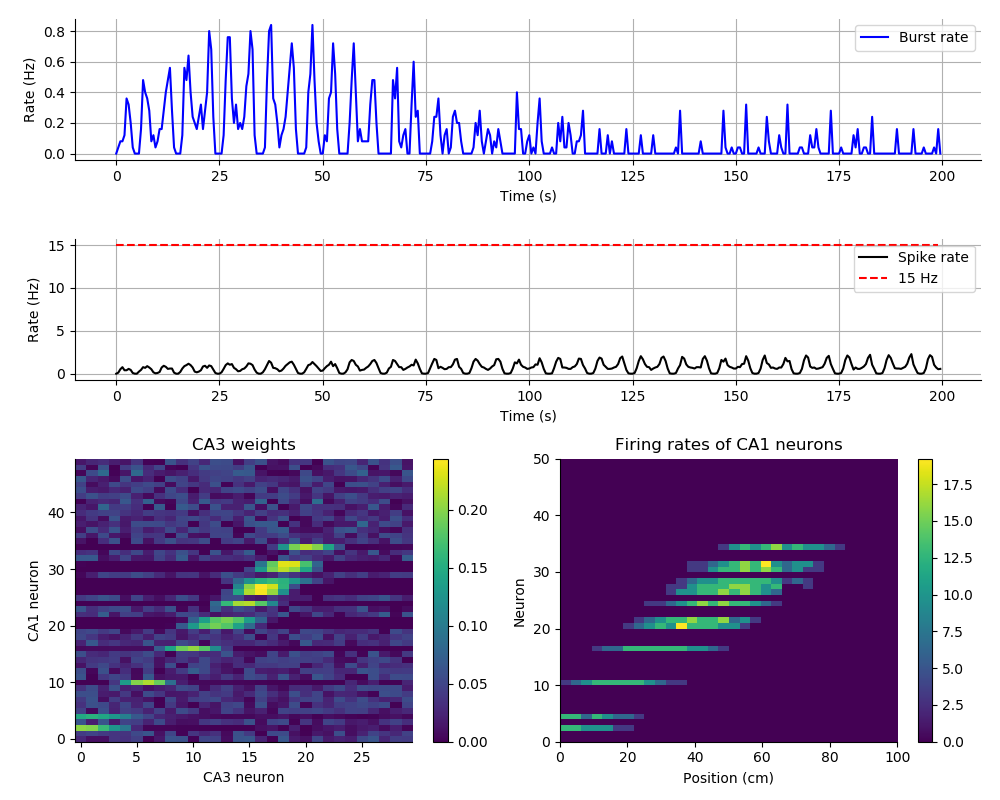 Rate (Hz)
0.8
0.6
0.4
0.2
0.0
Burst rate
0 25 50 75 100 125 150 175 200
Time (s)
Rate (Hz)
15
10
5
0
Spike rate
15 Hz
0 25 50 75 100 125 150 175 200
Time (s)
CA3 weights
CA1 neuron
40
30
20
10
0
0 5 10 15 20 25
CA3 neuron
0.20
0.15
0.10
0.05
0.00
Firing rates of CA1 neurons
Neuron
50
40
30
20
10
0
0 20 40 60 80 100
Position (cm)
17.5
15.0
12.5
10.0
7.5
5.0
2.5
0.0